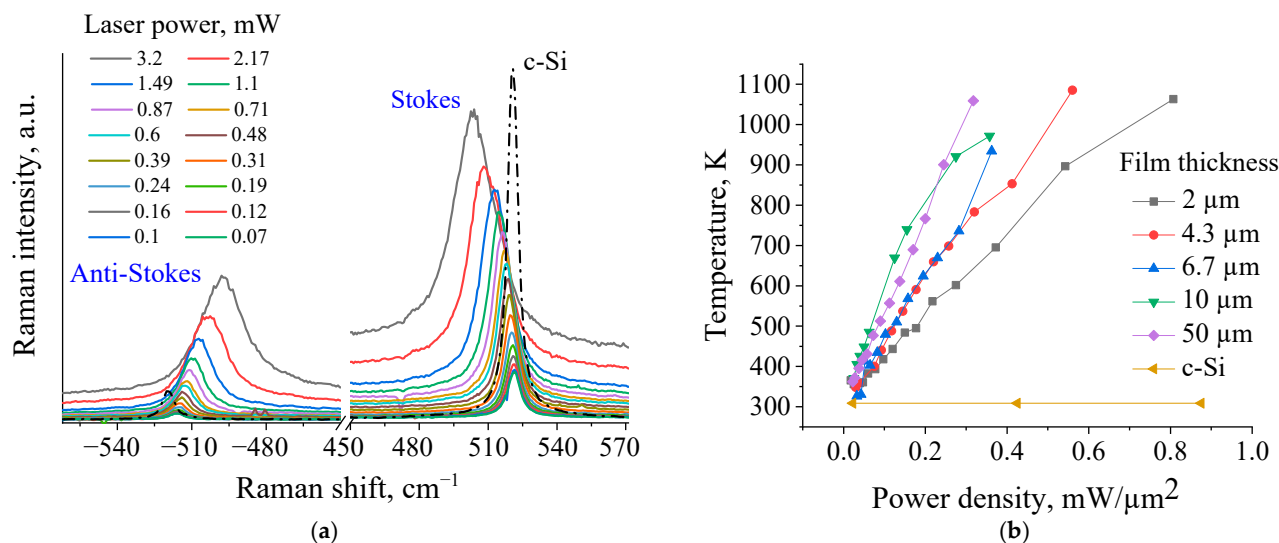 Laser power, mW
3.2 2.17
1.49 1.1
0.87 0.71
0.6 0.48
0.39 0.31
0.24 0.19
0.16 0.12
0.1 0.07
c-Si
Stokes
Anti-Stokes
Raman intensity, a.u.
−540 −510 −480 450 480 510 540 570
Raman shift, cm⁻¹
(a)
Temperature, K
1100
1000
900
800
700
600
500
400
300
Film thickness
2 µm
4.3 µm
6.7 µm
10 µm
50 µm
c-Si
0.0 0.2 0.4 0.6 0.8 1.0
Power density, mW/µm²
(b)